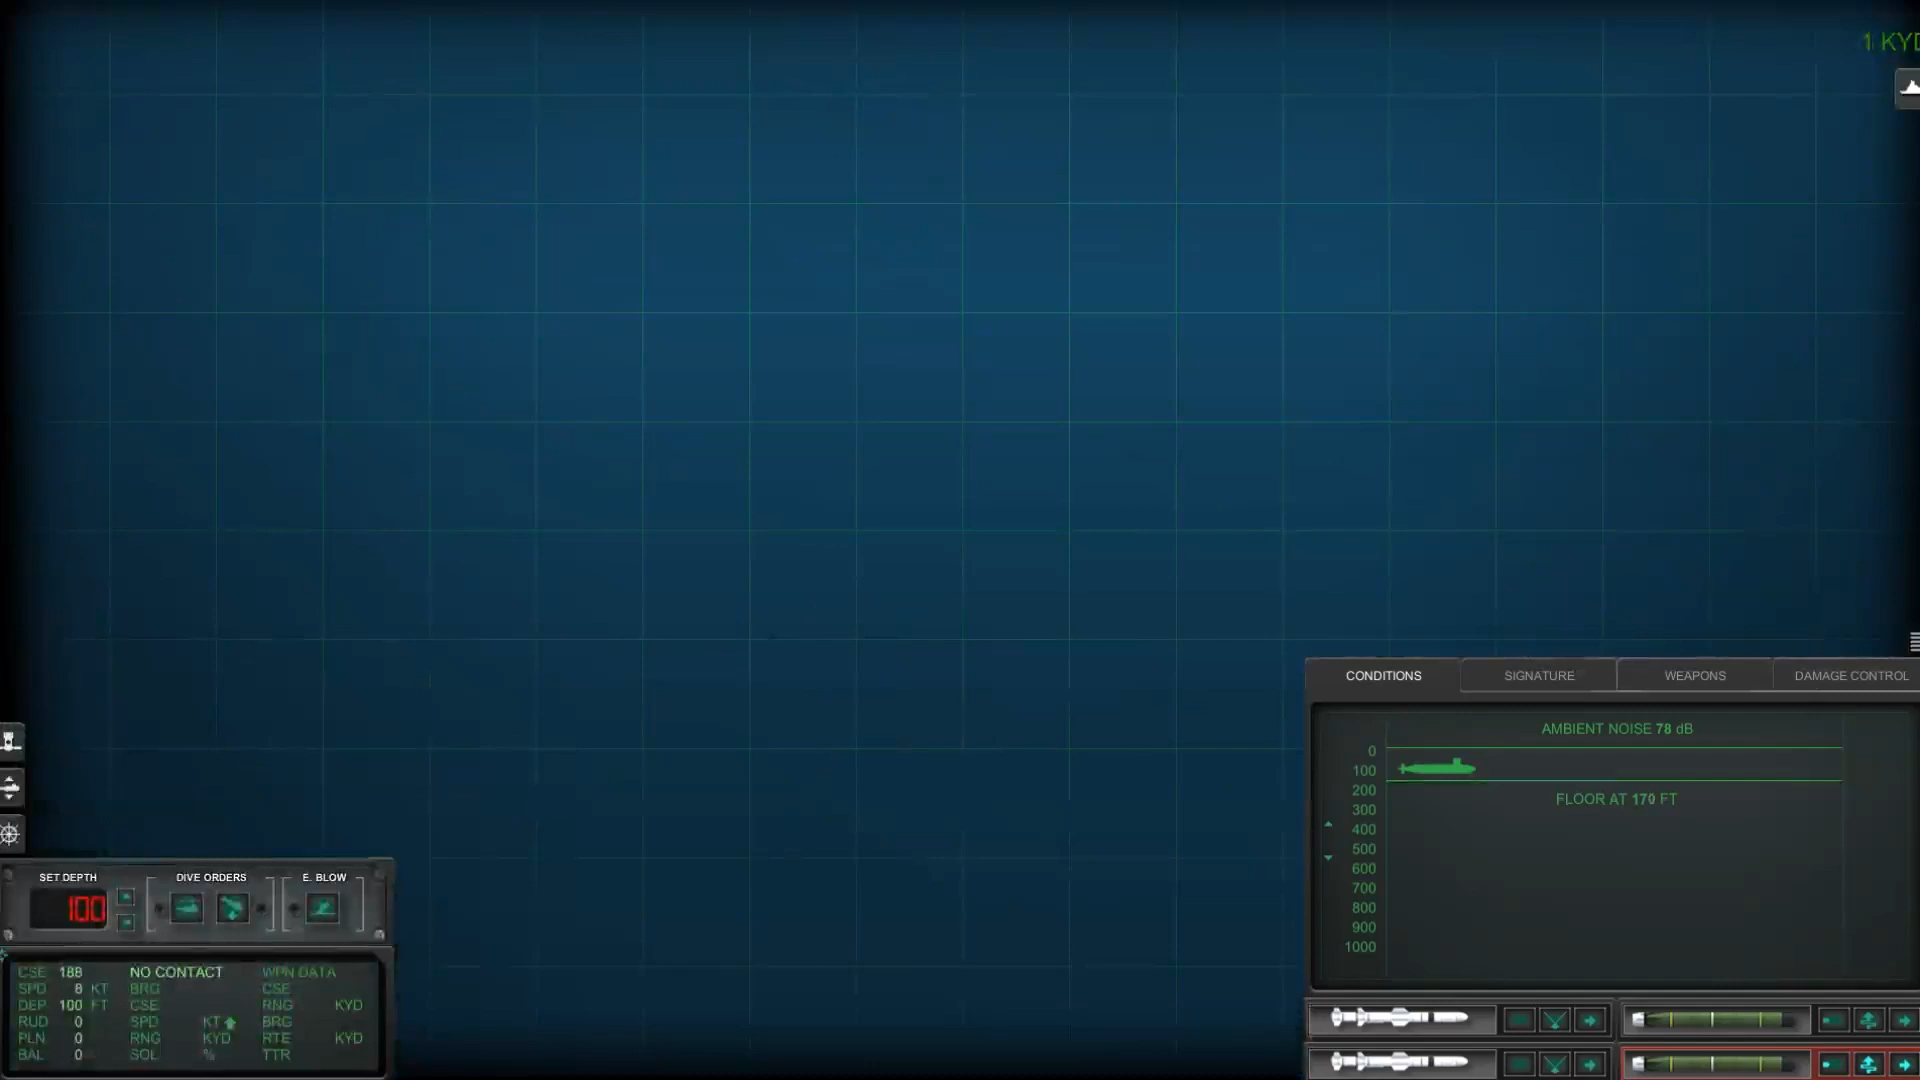 1 KYD
CONDITIONS SIGNATURE WEAPONS DAMAGE CONTROL
AMBIENT NOISE 78 dB
0
100
200
FLOOR AT 170 FT
300
400
500
600
700
800
900
1000
SET DEPTH DIVE ORDERS E. BLOW
100
CSE 188 NO CONTACT WPN DATA
SPD 8 KT BRG CSE
DEP 100 FT CSE RNG KYD
RUD 0 SPD KT BRG
PLN 0 RNG KYD RTE KYD
BAL 0 SOL % TTR